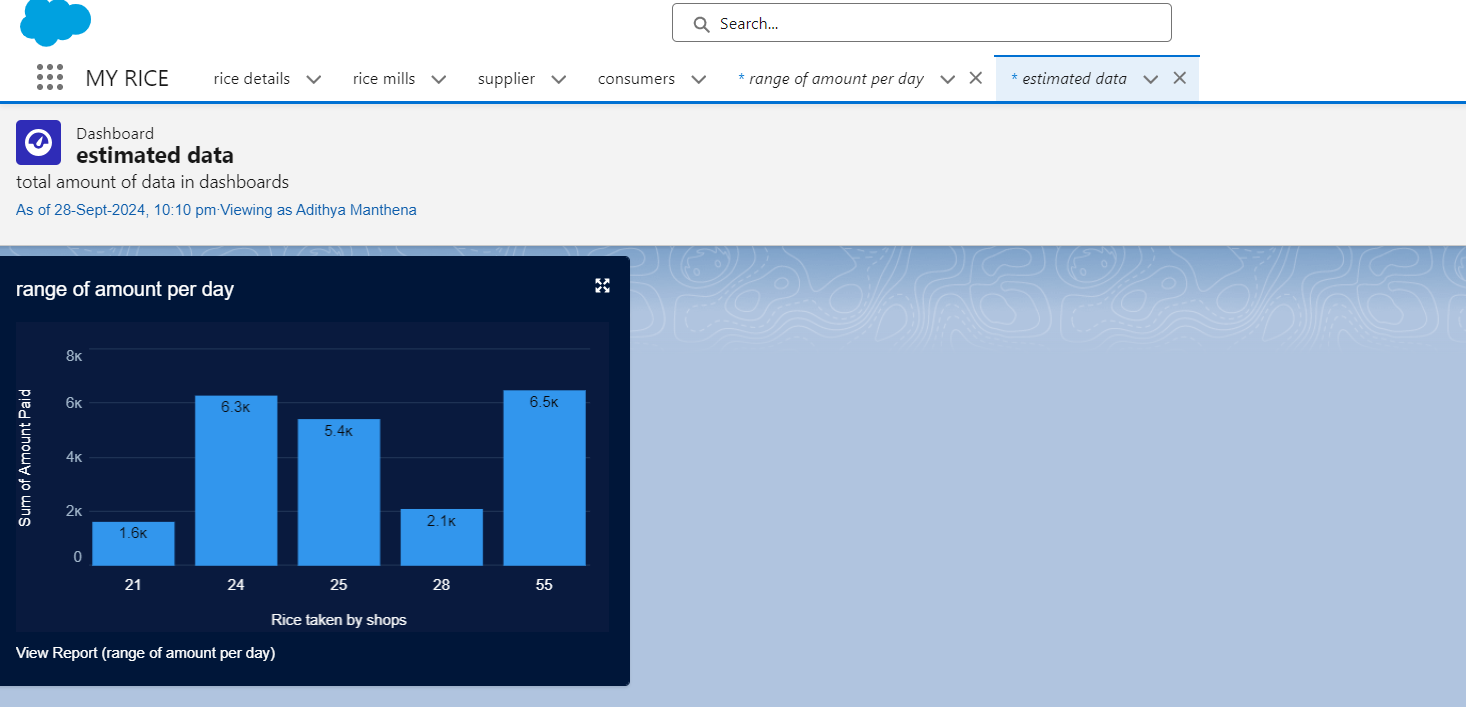 Search...
MY RICE rice details rice mills supplier consumers * range of amount per day * estimated data
Dashboard
estimated data
total amount of data in dashboards
As of 28-Sept-2024, 10:10 pm·Viewing as Adithya Manthena
range of amount per day
Sum of Amount Paid
8K
6K
4K
2K
0
1.6K
6.3K
5.4K
2.1K
6.5K
21 24 25 28 55
Rice taken by shops
View Report (range of amount per day)